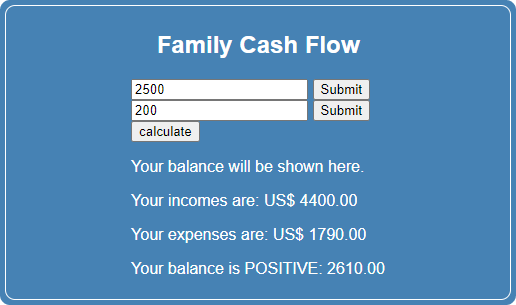 Family Cash Flow
2500 Submit
200 Submit
calculate
Your balance will be shown here.
Your incomes are: US$ 4400.00
Your expenses are: US$ 1790.00
Your balance is POSITIVE: 2610.00